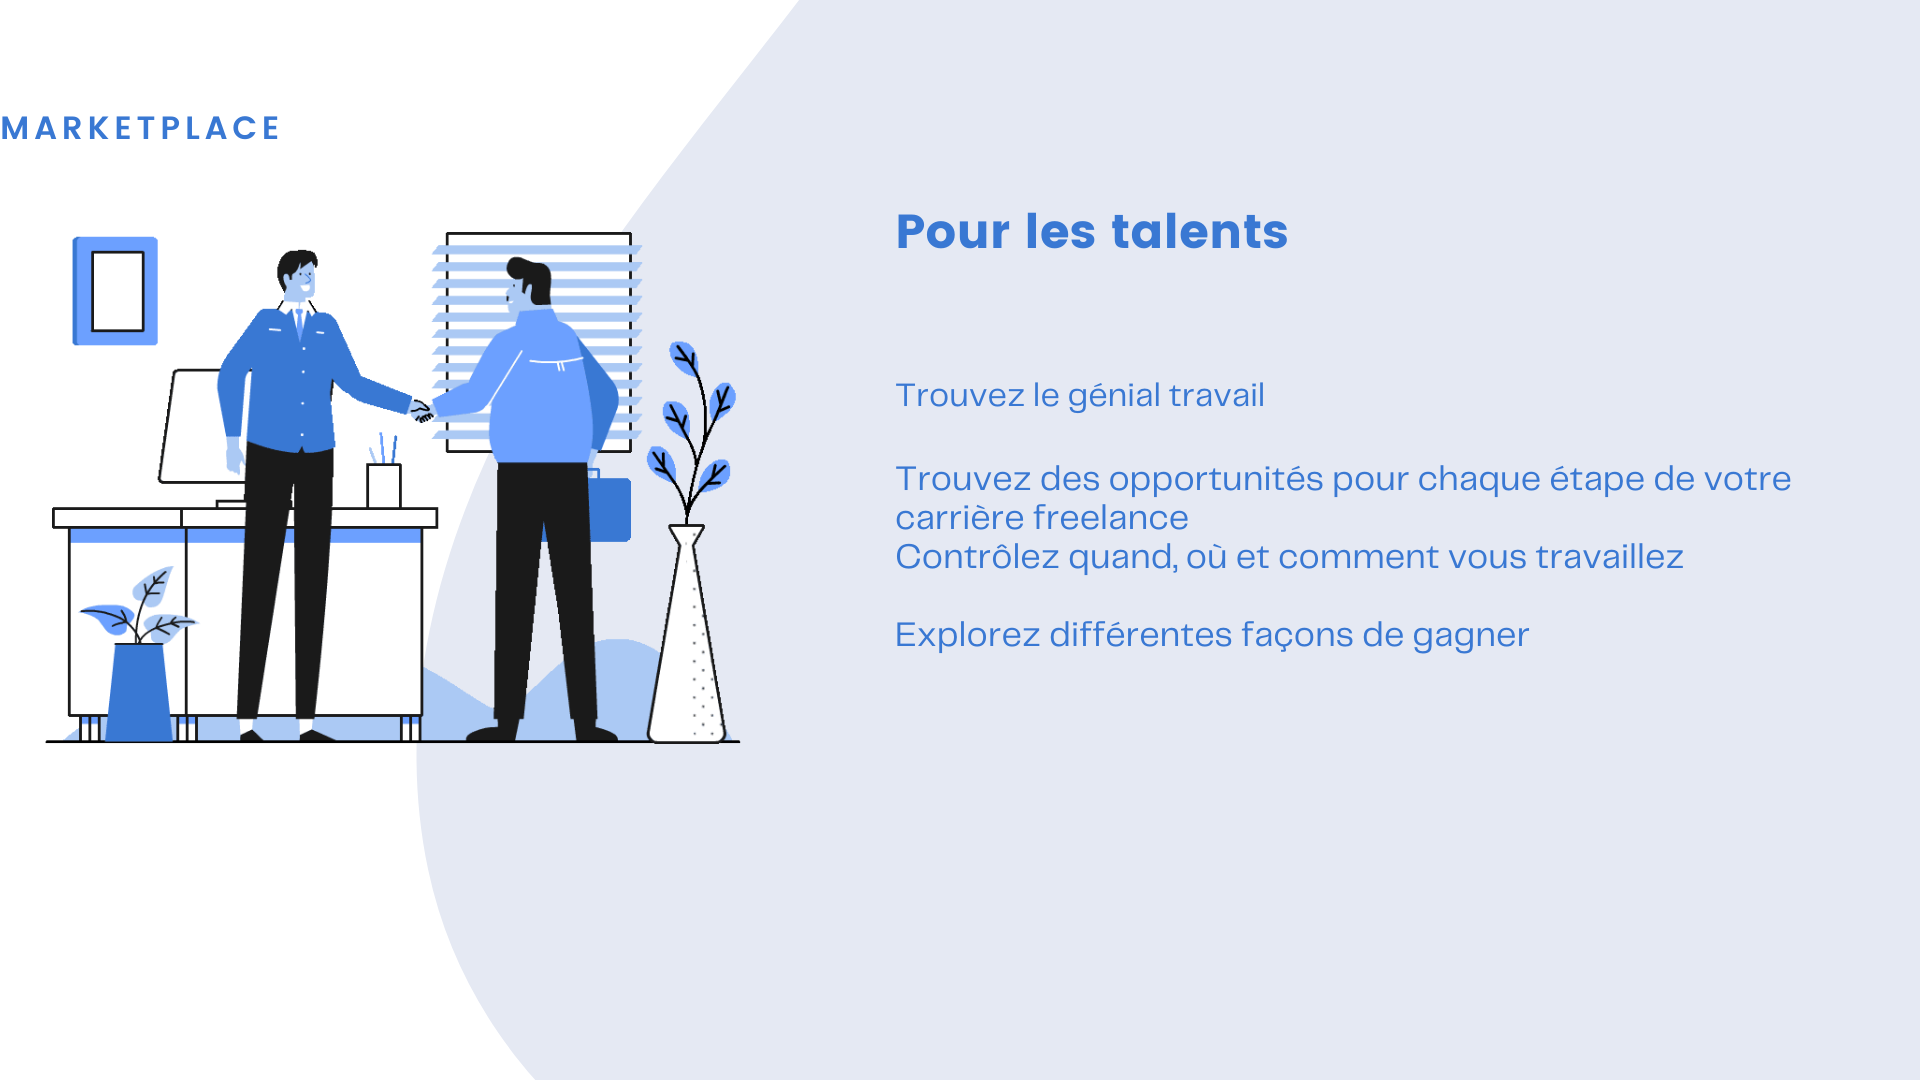 MARKETPLACE
Pour les talents
Trouvez le génial travail
Trouvez des opportunités pour chaque étape de votre
carrière freelance
Contrôlez quand, où et comment vous travaillez
Explorez différentes façons de gagner